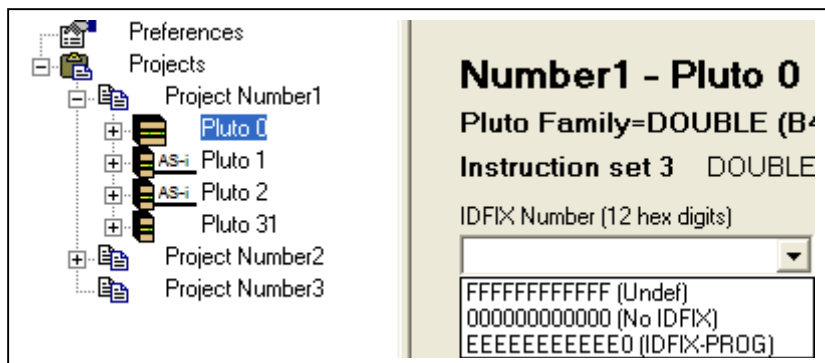 Preferences
Projects
Project Number1
Pluto 0
AS-i Pluto 1
AS-i Pluto 2
Pluto 31
Project Number2
Project Number3
Number1 - Pluto 0
Pluto Family=DOUBLE (B4
Instruction set 3 DOUBLE
IDFIX Number (12 hex digits)
FFFFFFFFFFFF (Undef)
000000000000 (No IDFIX)
EEEEEEEEEEE0 (IDFIX-PROG)